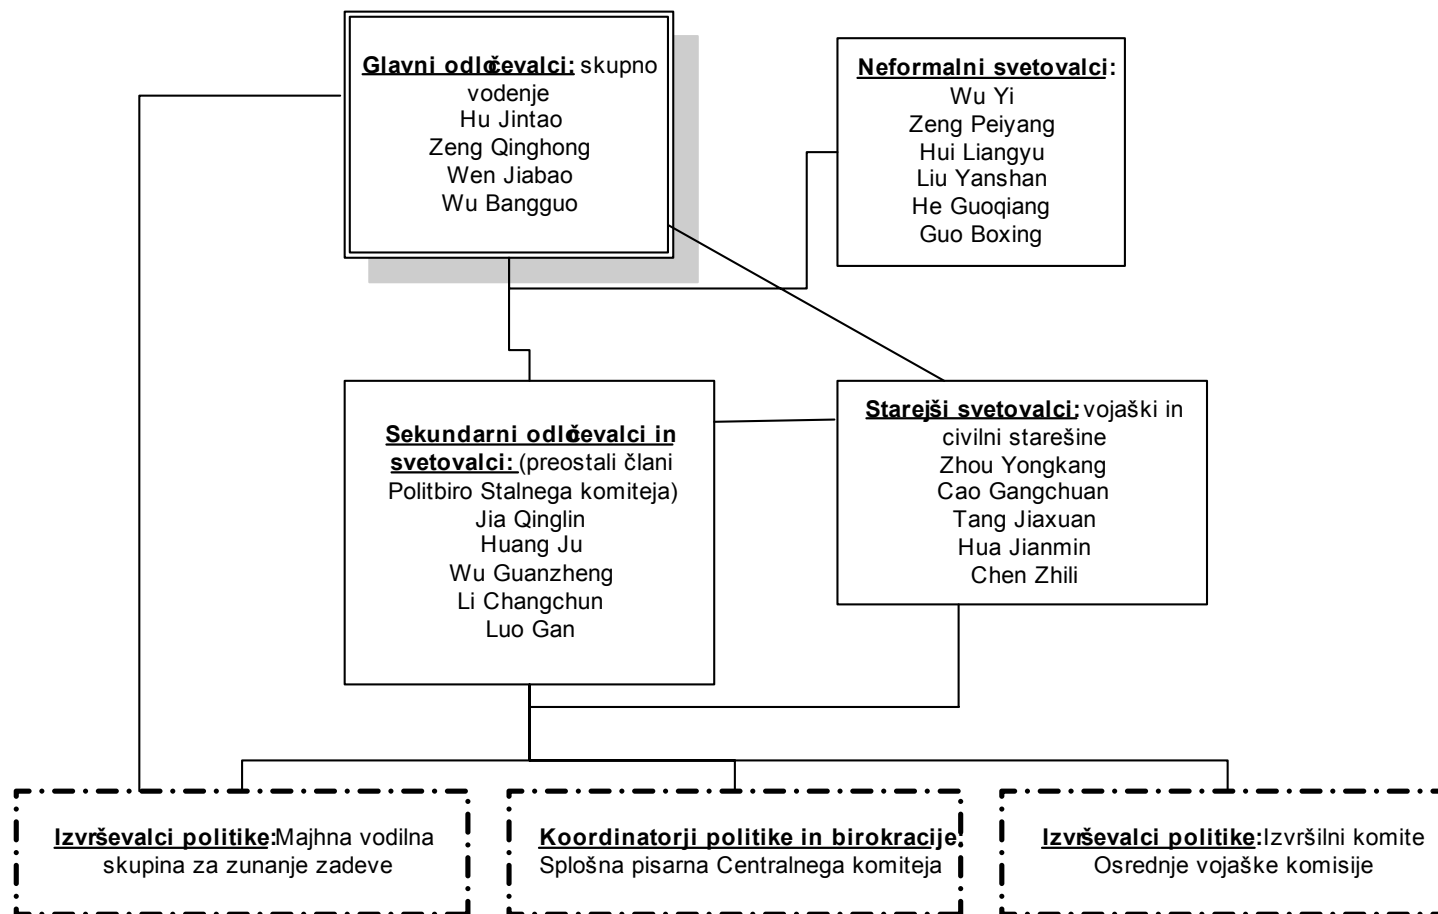 Glavni odločevalci: skupno
vodenje
Hu Jintao
Zeng Qinghong
Wen Jiabao
Wu Bangguo
Neformalni svetovalci:
Wu Yi
Zeng Peiyang
Hui Liangyu
Liu Yanshan
He Guoqiang
Guo Boxing
Sekundarni odločevalci in
svetovalci: (preostali člani
Politbiro Stalnega komiteja)
Jia Qinglin
Huang Ju
Wu Guanzheng
Li Changchun
Luo Gan
Starejši svetovalci: vojaški in
civilni starešine
Zhou Yongkang
Cao Gangchuan
Tang Jiaxuan
Hua Jianmin
Chen Zhili
Izvrševalci politike:Majhna vodilna
skupina za zunanje zadeve
Koordinatorji politike in birokracije:
Splošna pisarna Centralnega komiteja
Izvrševalci politike:Izvršilni komite
Osrednje vojaške komisije